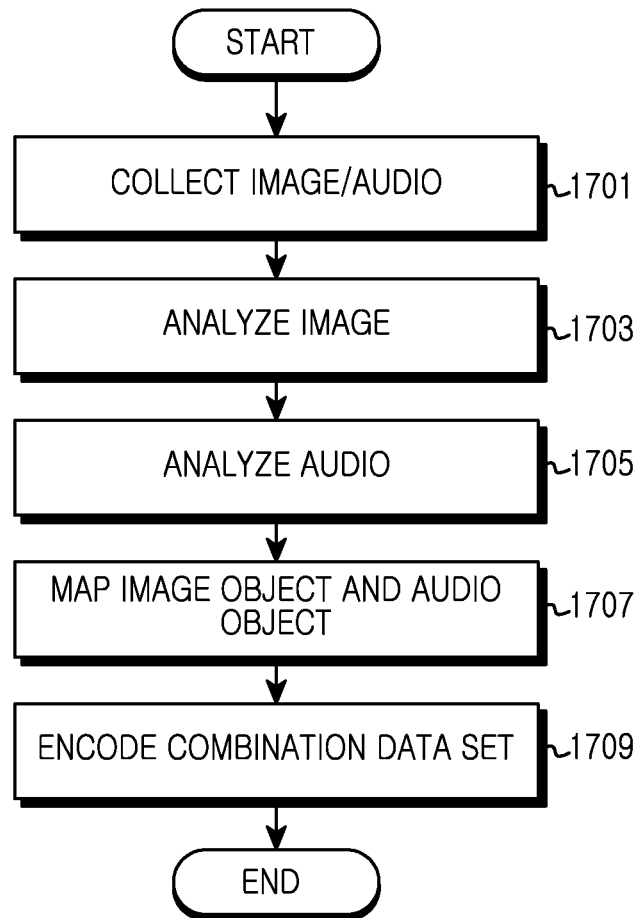 START
COLLECT IMAGE/AUDIO
1701
ANALYZE IMAGE
1703
ANALYZE AUDIO
1705
MAP IMAGE OBJECT AND AUDIO
OBJECT
1707
ENCODE COMBINATION DATA SET
1709
END